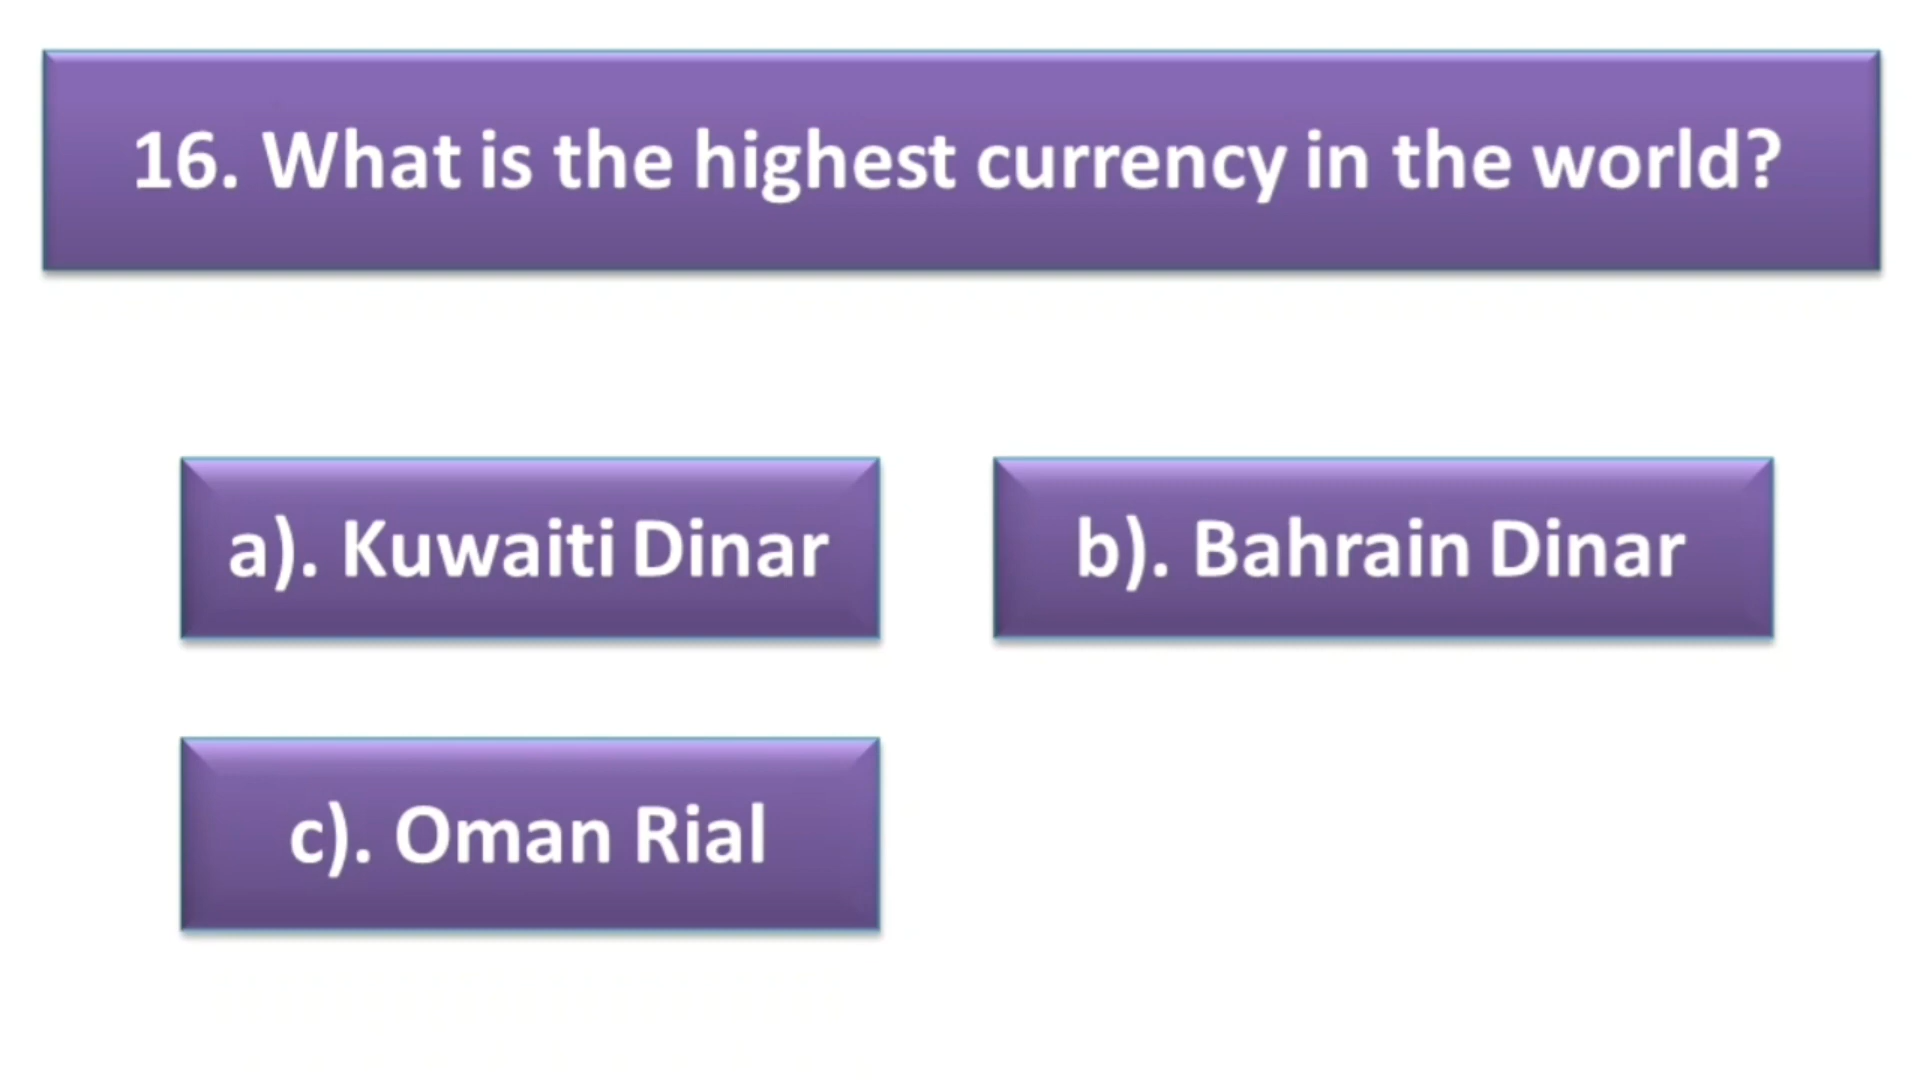 16. What is the highest currency in the world?
a). Kuwaiti Dinar
b). Bahrain Dinar
c). Oman Rial